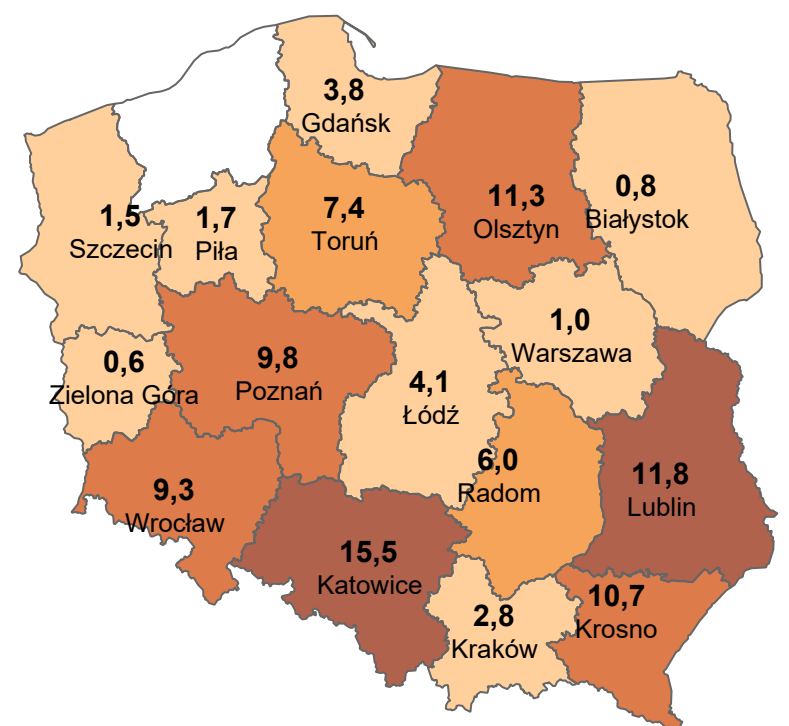 3,8
Gdańsk
11,3
Olsztyn
0,8
Białystok
7,4
Toruń
1,5
Szczecin
1,7
Piła
1,0
Warszawa
0,6
Zielona Góra
9,8
Poznań
4,1
Łódź
6,0
Radom
11,8
Lublin
9,3
Wrocław
15,5
Katowice
2,8
Kraków
10,7
Krosno